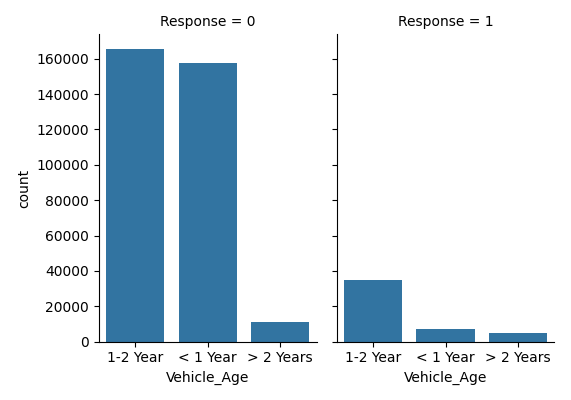 Response = 0
Response = 1
160000
140000
120000
100000
80000
60000
40000
20000
0
count
1-2 Year
< 1 Year
> 2 Years
1-2 Year
< 1 Year
> 2 Years
Vehicle_Age
Vehicle_Age